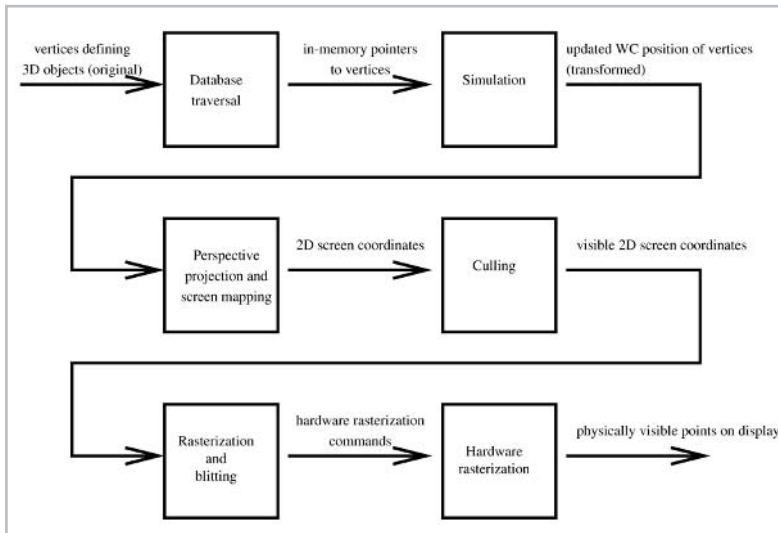 vertices defining
3D objects (original)
Database
traversal
in-memory pointers
to vertices
Simulation
updated WC position of vertices
(transformed)
Perspective
projection and
screen mapping
2D screen coordinates
Culling
visible 2D screen coordinates
Rasterization
and
blitting
hardware rasterization
commands
Hardware
rasterization
physically visible points on display